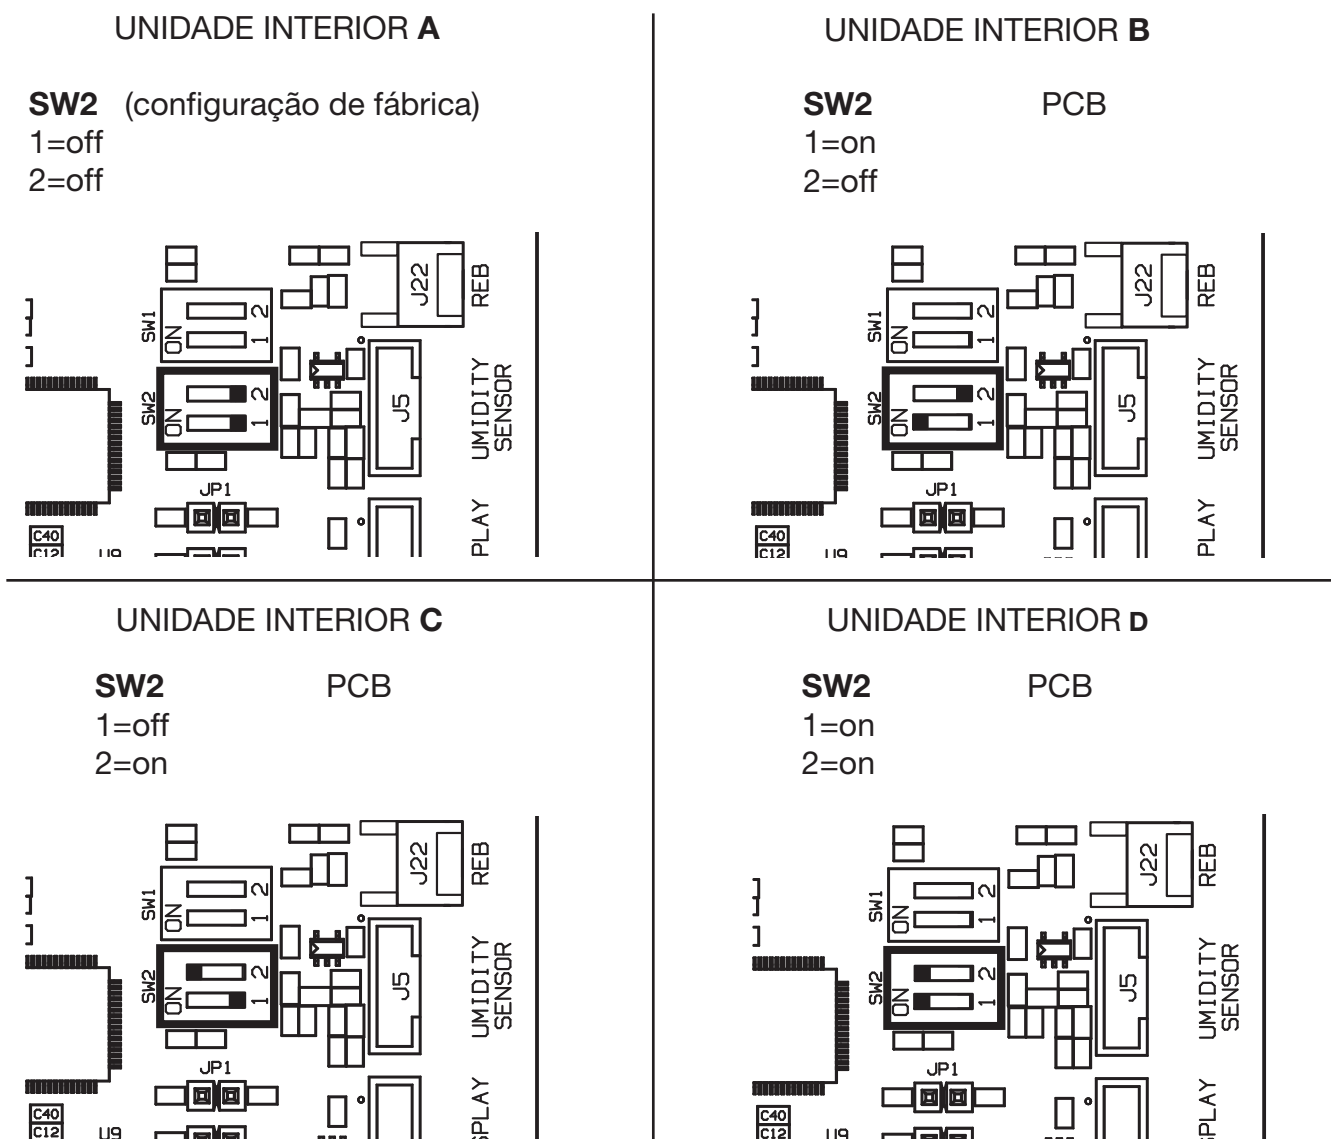 UNIDADE INTERIOR A
SW2 (configuração de fábrica)
1=off
2=off
J22
REB
SW1
ON
2
1
SW2
ON
2
1
J5
UMIDITY
SENSOR
JP1
PLAY
C40
C12
U9
UNIDADE INTERIOR B
SW2 PCB
1=on
2=off
J22
REB
SW1
ON
2
1
SW2
ON
2
1
J5
UMIDITY
SENSOR
JP1
PLAY
C40
C12
U9
UNIDADE INTERIOR C
SW2 PCB
1=off
2=on
J22
REB
SW1
ON
2
1
SW2
ON
2
1
J5
UMIDITY
SENSOR
JP1
SPLAY
C40
C12
U9
UNIDADE INTERIOR D
SW2 PCB
1=on
2=on
J22
REB
SW1
ON
2
1
SW2
ON
2
1
J5
UMIDITY
SENSOR
JP1
SPLAY
C40
C12
U9